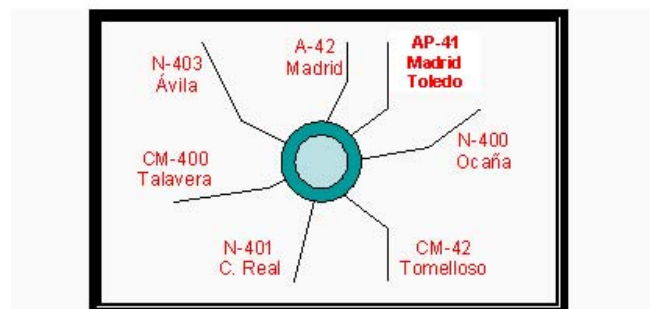 N-403
Ávila
A-42
Madrid
AP-41
Madrid
Toledo
N-400
Ocaña
CM-400
Talavera
N-401
C. Real
CM-42
Tomelloso